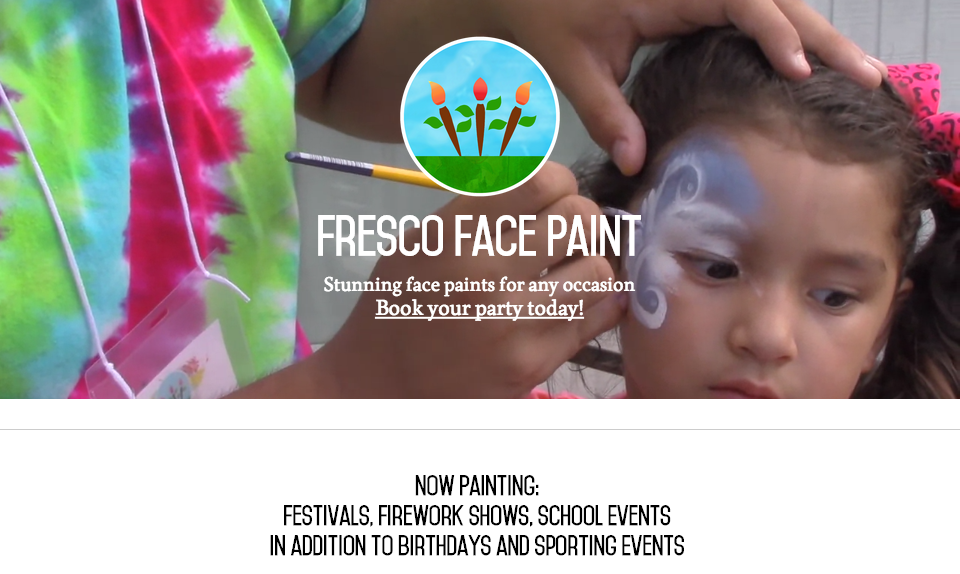 FRESCO FACE PAINT
Stunning face paints for any occasion
Book your party today!
NOW PAINTING:
FESTIVALS, FIREWORK SHOWS, SCHOOL EVENTS
IN ADDITION TO BIRTHDAYS AND SPORTING EVENTS